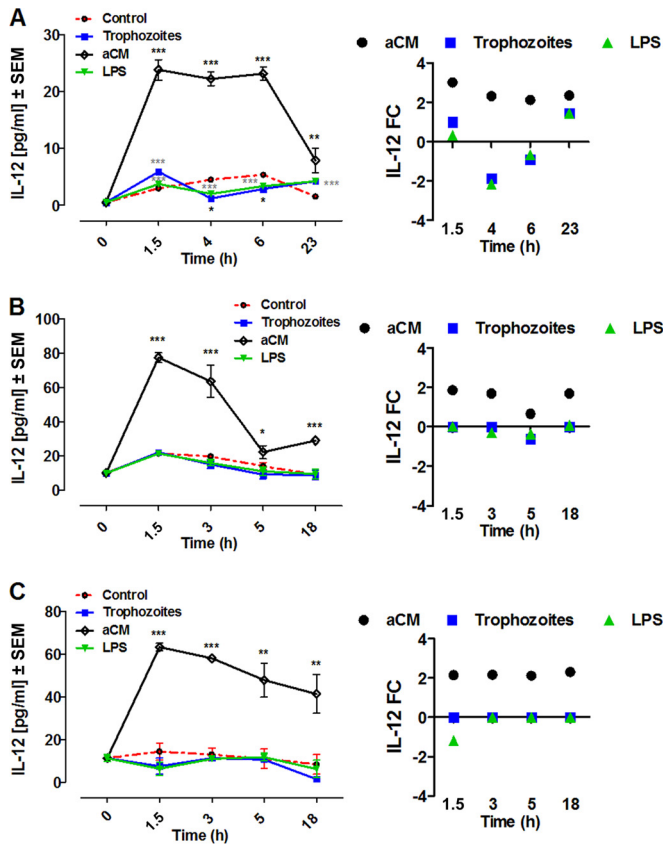 A
Control
Trophozoites
aCM
LPS
IL-12 [pg/ml] ± SEM
30
20
10
0
***
***
***
**
***
***
***
***
***
*
*
0
1.5
4
6
23
Time (h)
aCM
Trophozoites
LPS
IL-12 FC
4
2
0
-2
-4
1.5
4
6
23
Time (h)
B
Control
Trophozoites
aCM
LPS
IL-12 [pg/ml] ± SEM
100
80
60
40
20
0
***
***
*
***
0
1.5
3
5
18
Time (h)
aCM
Trophozoites
LPS
IL-12 FC
4
2
0
-2
-4
1.5
3
5
18
Time (h)
C
Control
Trophozoites
aCM
LPS
IL-12 [pg/ml] ± SEM
80
60
40
20
0
***
***
**
**
0
1.5
3
5
18
Time (h)
aCM
Trophozoites
LPS
IL-12 FC
4
2
0
-2
-4
1.5
3
5
18
Time (h)